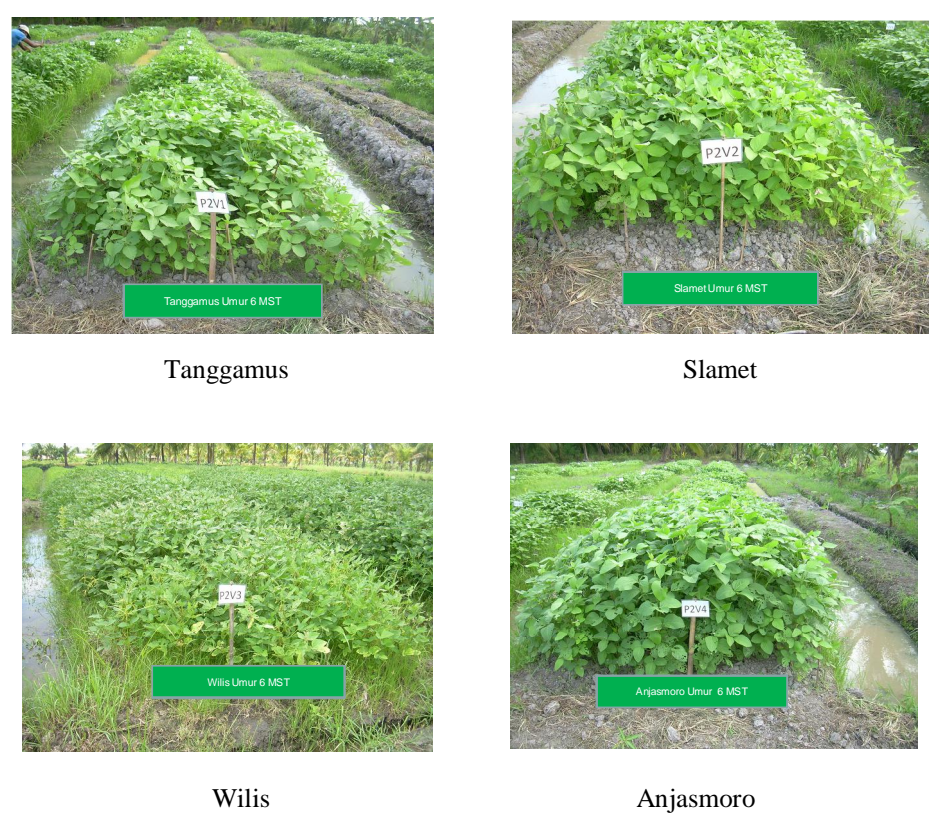 P2V1
Tanggamus Umur 6 MST
P2V2
Slamet Umur 6 MST
Tanggamus
Slamet
P2V3
Wilis Umur 6 MST
P2V4
Anjasmoro Umur  6 MST
Wilis
Anjasmoro